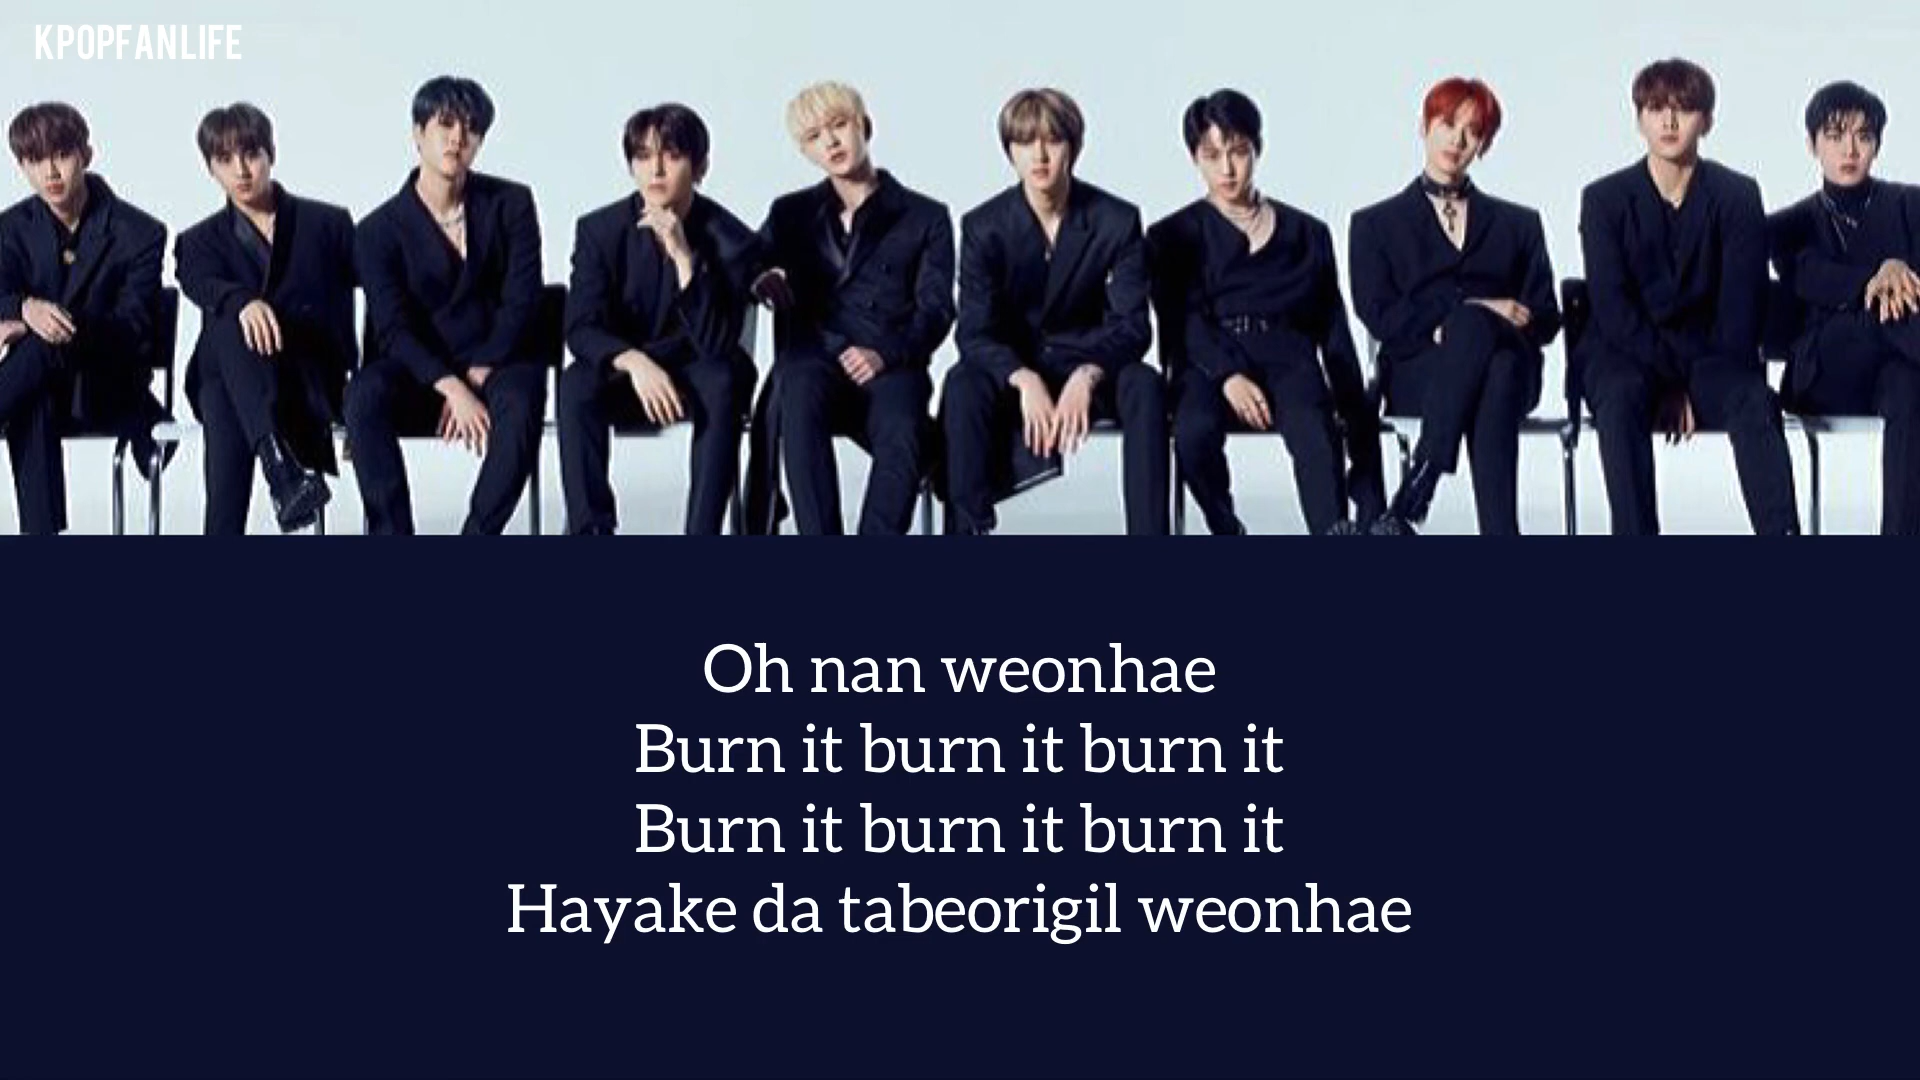 KPOPFANLIFE
Oh nan weonhae
Burn it burn it burn it
Burn it burn it burn it
Hayake da tabeorigil weonhae